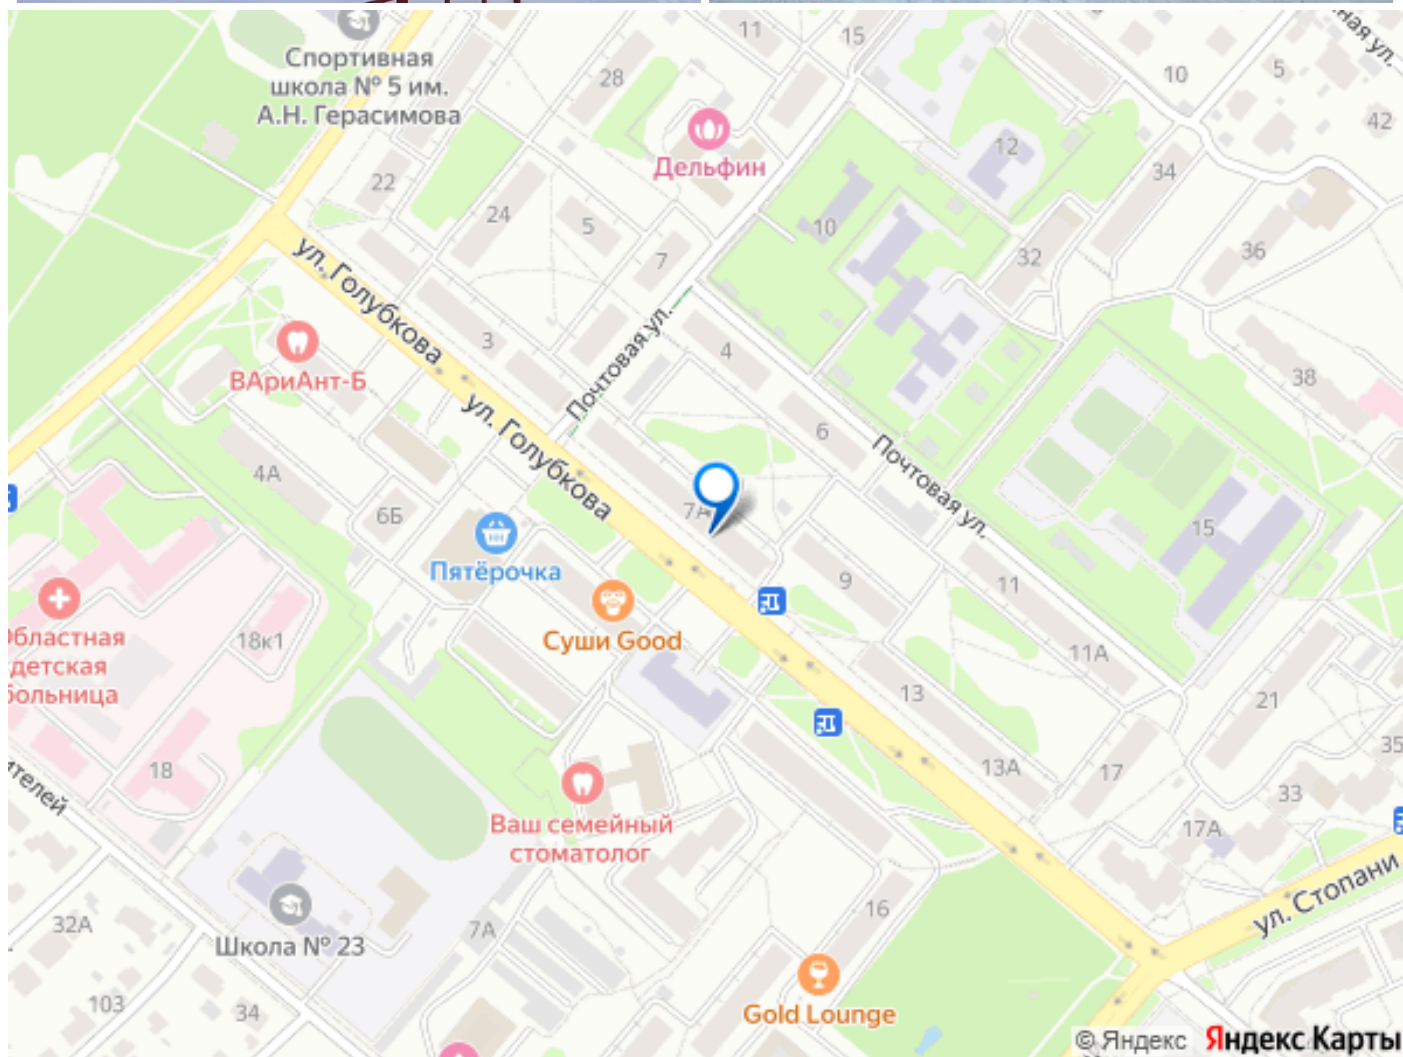 11
15
ная ул.
Спортивная
школа № 5 им.
А.Н. Герасимова
28
10
5
42
Дельфин
12
34
22
24
5
10
7
32
36
ул. Голубкова
3
Почтовая ул.
4
38
ВАриАнт-Б
ул. Голубкова
6
Почтовая ул.
4А
6Б
7А
15
Пятёрочка
9
11
Областная
детская
больница
18к1
Суши Good
11А
13
21
18
13А
17
35
ителей
33
Ваш семейный
стоматолог
17А
ул. Стопани
32А
Школа № 23
7А
16
103
34
Gold Lounge
© Яндекс Яндекс Карты